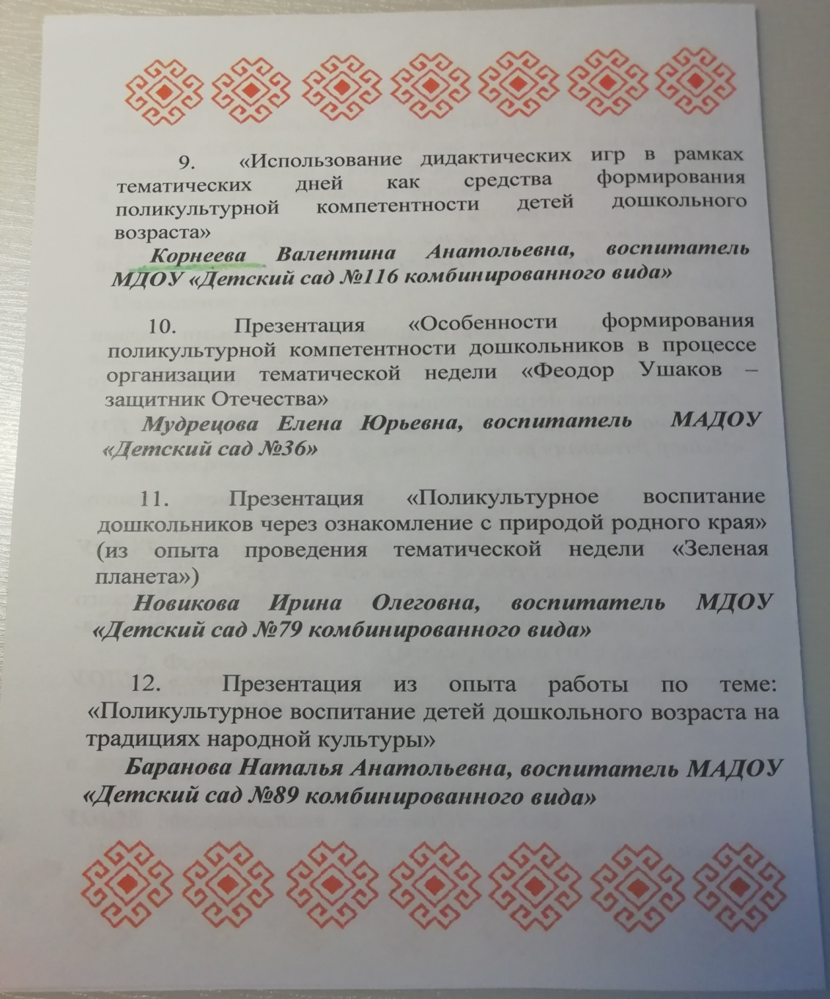 9. «Использование дидактических игр в рамках
тематических дней как средства формирования
поликультурной компетентности детей дошкольного
возраста»
Корнеева Валентина Анатольевна, воспитатель
МДОУ «Детский сад №116 комбинированного вида»
10. Презентация «Особенности формирования
поликультурной компетентности дошкольников в процессе
организации тематической недели «Феодор Ушаков –
защитник Отечества»
Мудрецова Елена Юрьевна, воспитатель МАДОУ
«Детский сад №36»
11. Презентация «Поликультурное воспитание
дошкольников через ознакомление с природой родного края»
(из опыта проведения тематической недели «Зеленая
планета»)
Новикова Ирина Олеговна, воспитатель МДОУ
«Детский сад №79 комбинированного вида»
12. Презентация из опыта работы по теме:
«Поликультурное воспитание детей дошкольного возраста на
традициях народной культуры»
Баранова Наталья Анатольевна, воспитатель МАДОУ
«Детский сад №89 комбинированного вида»